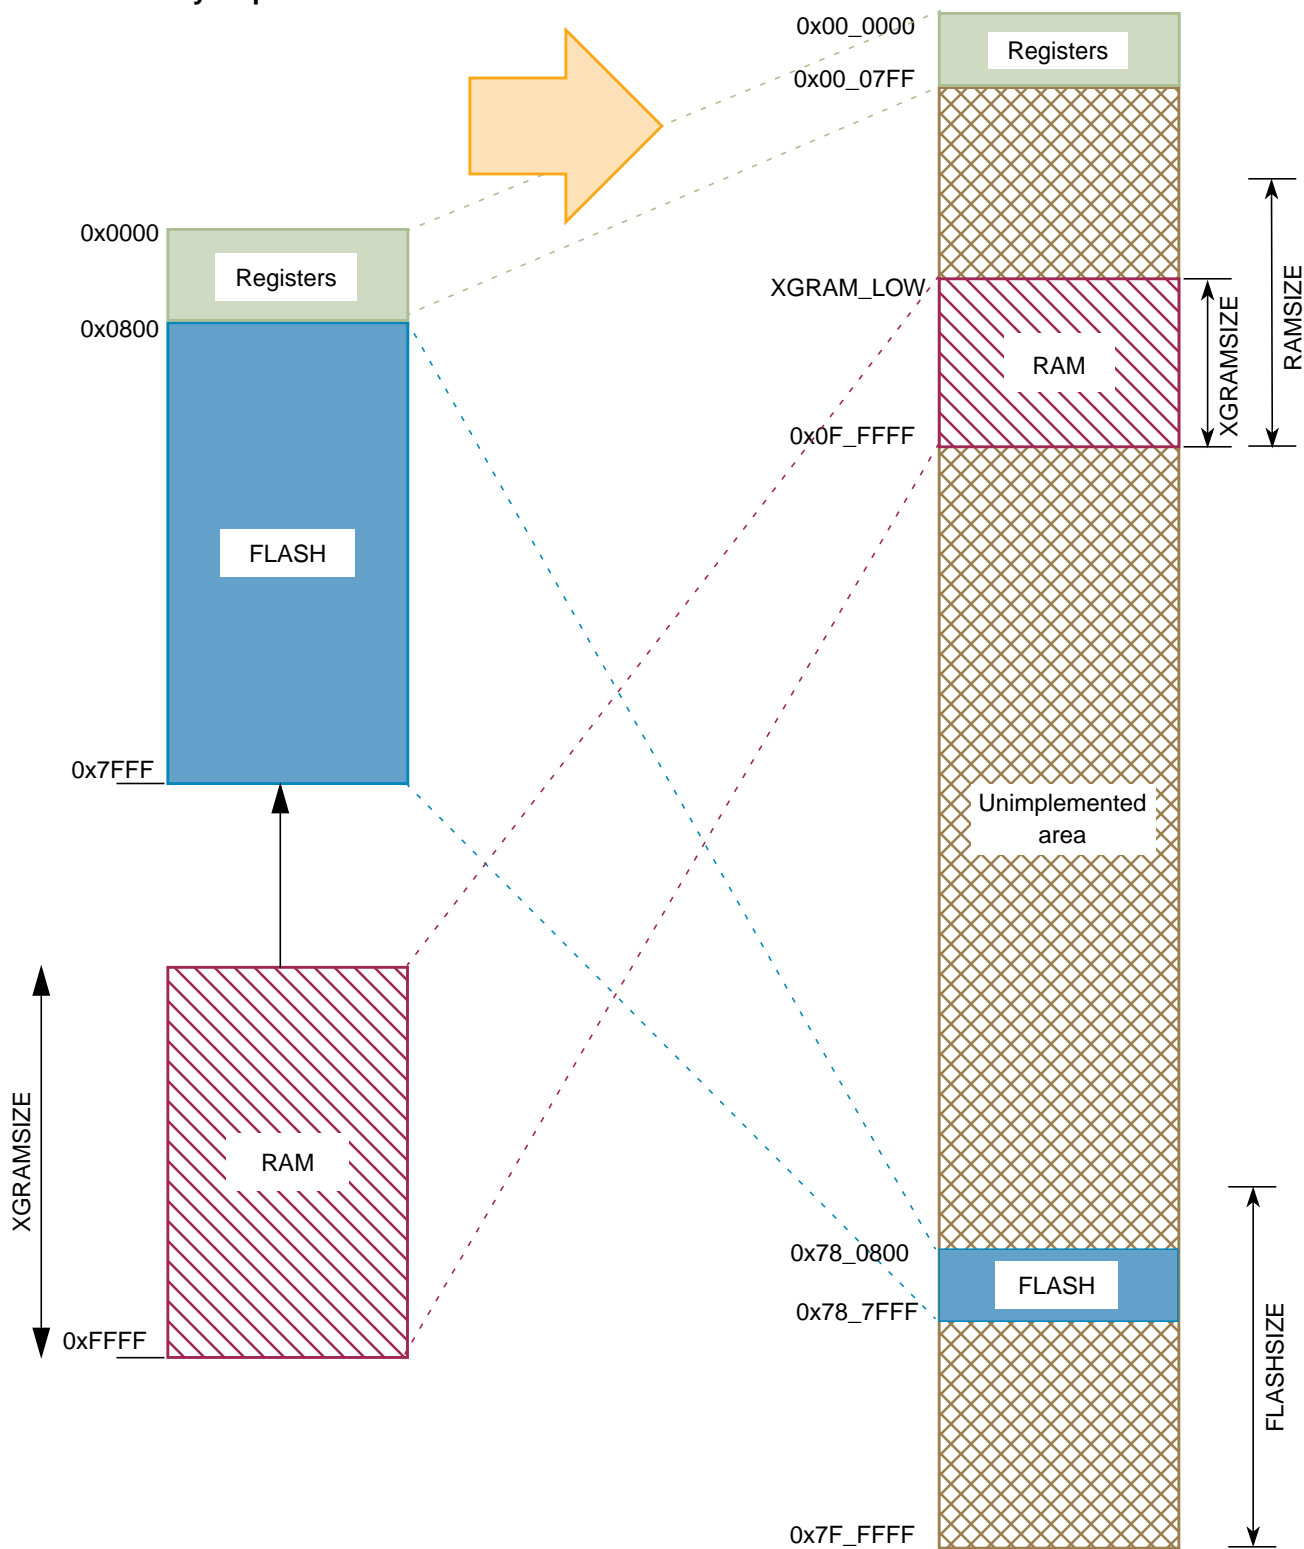 0x0000
Registers
0x0800
FLASH
0x7FFF
XGRAMSIZE
RAM
0xFFFF
0x00_0000
Registers
0x00_07FF
XGRAM_LOW
RAM
0x0F_FFFF
XGRAMSIZE
RAMSIZE
Unimplemented
area
0x78_0800
FLASH
0x78_7FFF
FLASHSIZE
0x7F_FFFF